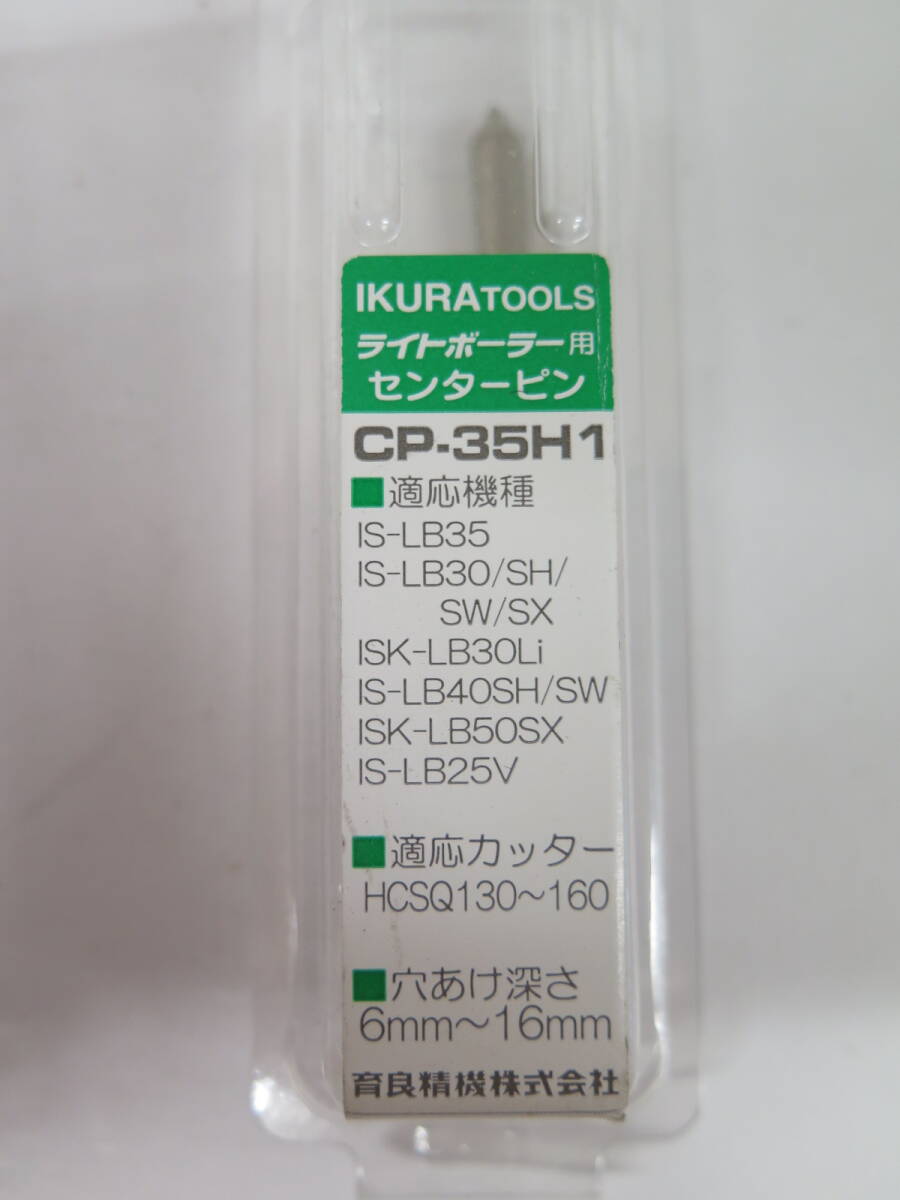 IKURATOOLS
ライトボーラー用
センターピン
CP-35H1
■適応機種
IS-LB35
IS-LB30/SH/
SW/SX
ISK-LB30Li
IS-LB40SH/SW
ISK-LB50SX
IS-LB25V
■適応カッター
HCSQ130～160
■穴あけ深さ
6mm～16mm
育良精機株式会社